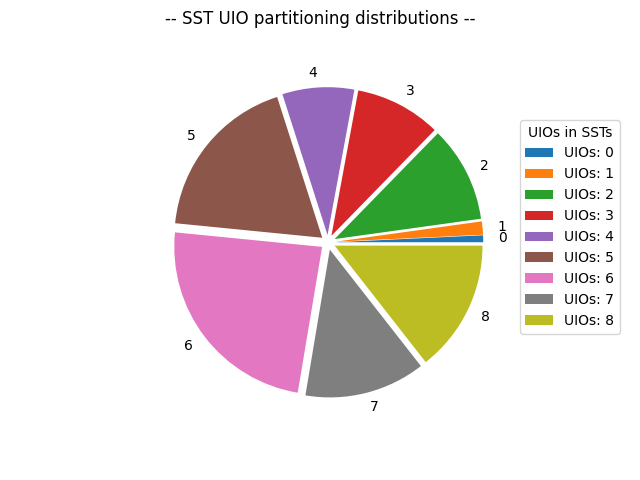 -- SST UIO partitioning distributions --
4
3
5
2
1
0
6
8
7
UIOs in SSTs
UIOs: 0
UIOs: 1
UIOs: 2
UIOs: 3
UIOs: 4
UIOs: 5
UIOs: 6
UIOs: 7
UIOs: 8